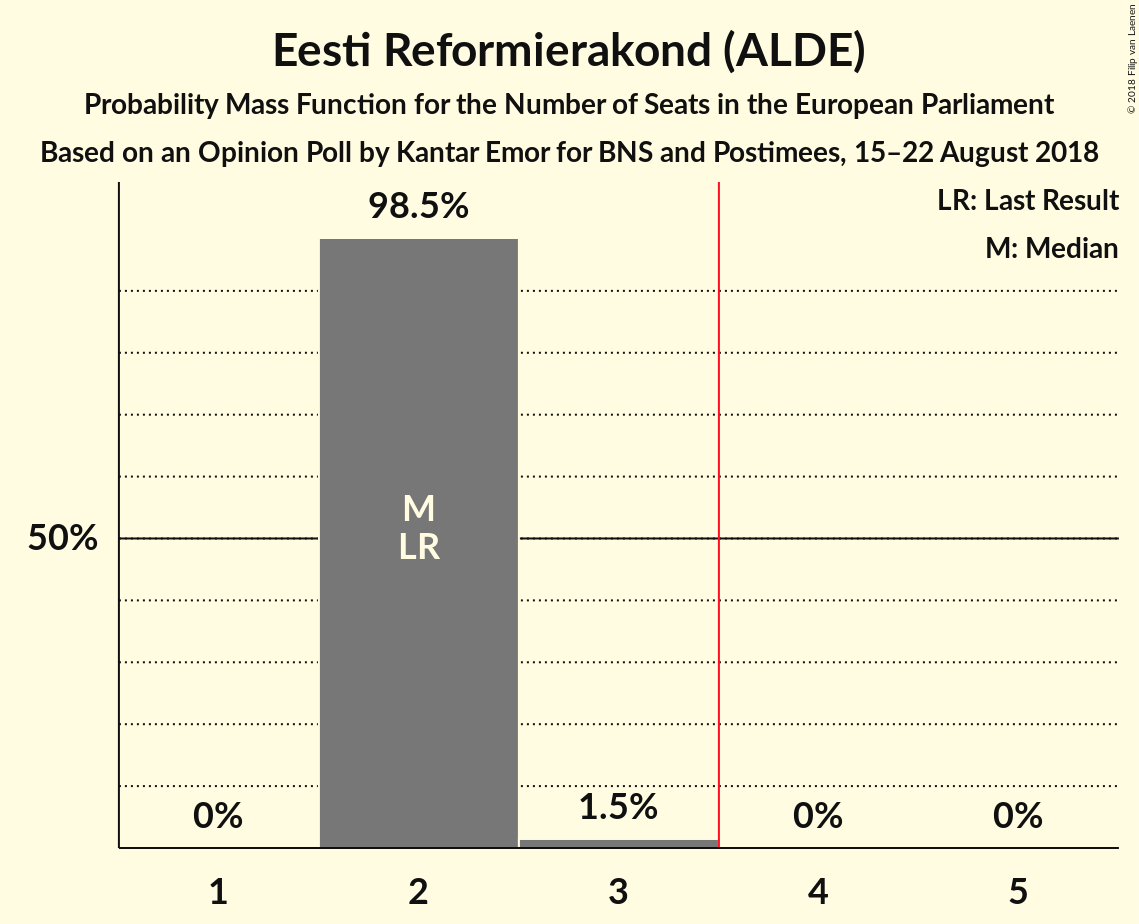 Eesti Reformierakond (ALDE)
Probability Mass Function for the Number of Seats in the European Parliament
Based on an Opinion Poll by Kantar Emor for BNS and Postimees, 15–22 August 2018
© 2018 Filip van Laenen
LR: Last Result
M: Median
98.5%
M
LR
50%
0%
1.5%
0%
0%
1
2
3
4
5